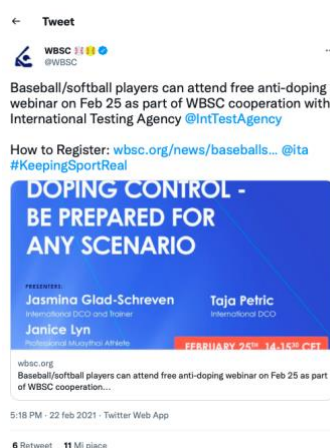 Tweet
WBSC
@WBSC
Baseball/softball players can attend free anti-doping
webinar on Feb 25 as part of WBSC cooperation with
International Testing Agency @IntTestAgency
How to Register: wbsc.org/news/baseballs... @ita
#KeepingSportReal
DOPING CONTROL -
BE PREPARED FOR
ANY SCENARIO
PRESENTERS:
Jasmina Glad-Schreven
International DCO and Trainer
Taja Petric
International DCO
Janice Lyn
Professional Muaythai Athlete
FEBRUARY 25TH 14-1530 CET
wbsc.org
Baseball/softball players can attend free anti-doping webinar on Feb 25 as part
of WBSC cooperation...
5:18 PM · 22 feb 2021 · Twitter Web App
6 Retweet 11 Mi piace